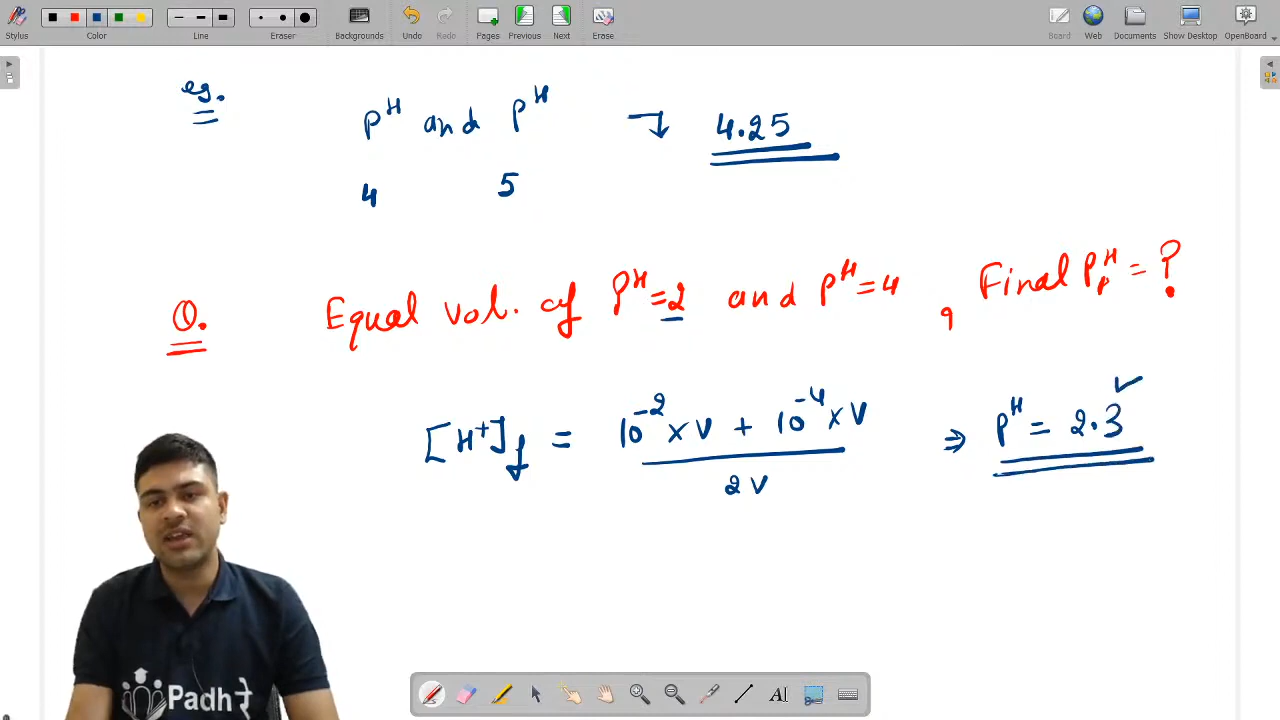 Stylus Color Line Eraser Backgrounds Undo Redo Pages Previous Next Erase Board Web Documents Show Desktop OpenBoard
eg. pH and pH 4.25
4 5
Q. Equal vol. of pH=2 and pH=4, Final pH=?
[H+]f = 10^-2 × V + 10^-4 × V ⇒ pH = 2.3
2V
Padhरे
AI